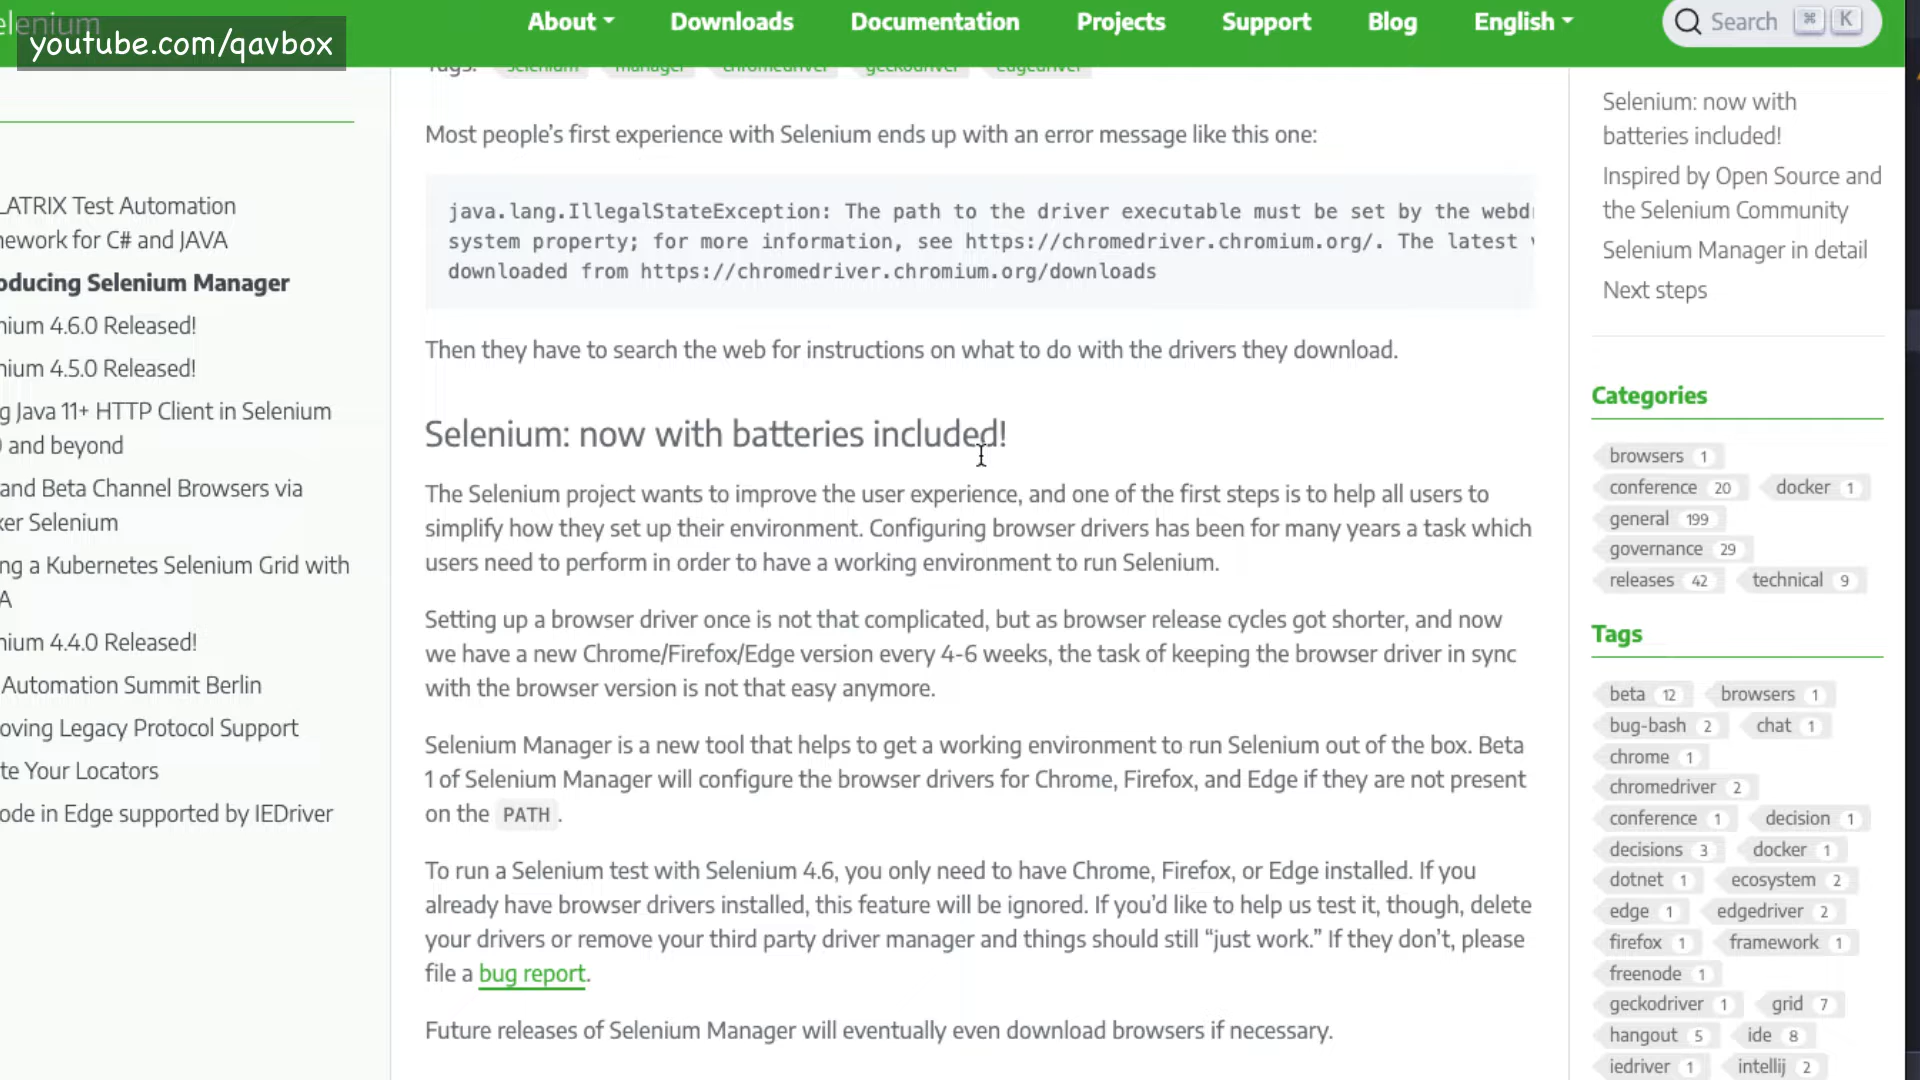 elenium
youtube.com/qavbox
About
Downloads
Documentation
Projects
Support
Blog
English
Search ⌘ K
Tags: selenium manager chromedriver geckodriver edgedriver
LATRIX Test Automation
nework for C# and JAVA
oducing Selenium Manager
nium 4.6.0 Released!
nium 4.5.0 Released!
g Java 11+ HTTP Client in Selenium
) and beyond
and Beta Channel Browsers via
ker Selenium
ng a Kubernetes Selenium Grid with
A
nium 4.4.0 Released!
Automation Summit Berlin
oving Legacy Protocol Support
te Your Locators
ode in Edge supported by IEDriver
Most people’s first experience with Selenium ends up with an error message like this one:
java.lang.IllegalStateException: The path to the driver executable must be set by the webd
system property; for more information, see https://chromedriver.chromium.org/. The latest
downloaded from https://chromedriver.chromium.org/downloads
Then they have to search the web for instructions on what to do with the drivers they download.
Selenium: now with batteries included!
The Selenium project wants to improve the user experience, and one of the first steps is to help all users to
simplify how they set up their environment. Configuring browser drivers has been for many years a task which
users need to perform in order to have a working environment to run Selenium.
Setting up a browser driver once is not that complicated, but as browser release cycles got shorter, and now
we have a new Chrome/Firefox/Edge version every 4-6 weeks, the task of keeping the browser driver in sync
with the browser version is not that easy anymore.
Selenium Manager is a new tool that helps to get a working environment to run Selenium out of the box. Beta
1 of Selenium Manager will configure the browser drivers for Chrome, Firefox, and Edge if they are not present
on the PATH.
To run a Selenium test with Selenium 4.6, you only need to have Chrome, Firefox, or Edge installed. If you
already have browser drivers installed, this feature will be ignored. If you’d like to help us test it, though, delete
your drivers or remove your third party driver manager and things should still “just work.” If they don’t, please
file a bug report.
Future releases of Selenium Manager will eventually even download browsers if necessary.
Selenium: now with
batteries included!
Inspired by Open Source and
the Selenium Community
Selenium Manager in detail
Next steps
Categories
browsers 1
conference 20 docker 1
general 199
governance 29
releases 42 technical 9
Tags
beta 12 browsers 1
bug-bash 2 chat 1
chrome 1
chromedriver 2
conference 1 decision 1
decisions 3 docker 1
dotnet 1 ecosystem 2
edge 1 edgedriver 2
firefox 1 framework 1
freenode 1
geckodriver 1 grid 7
hangout 5 ide 8
iedriver 1 intellij 2